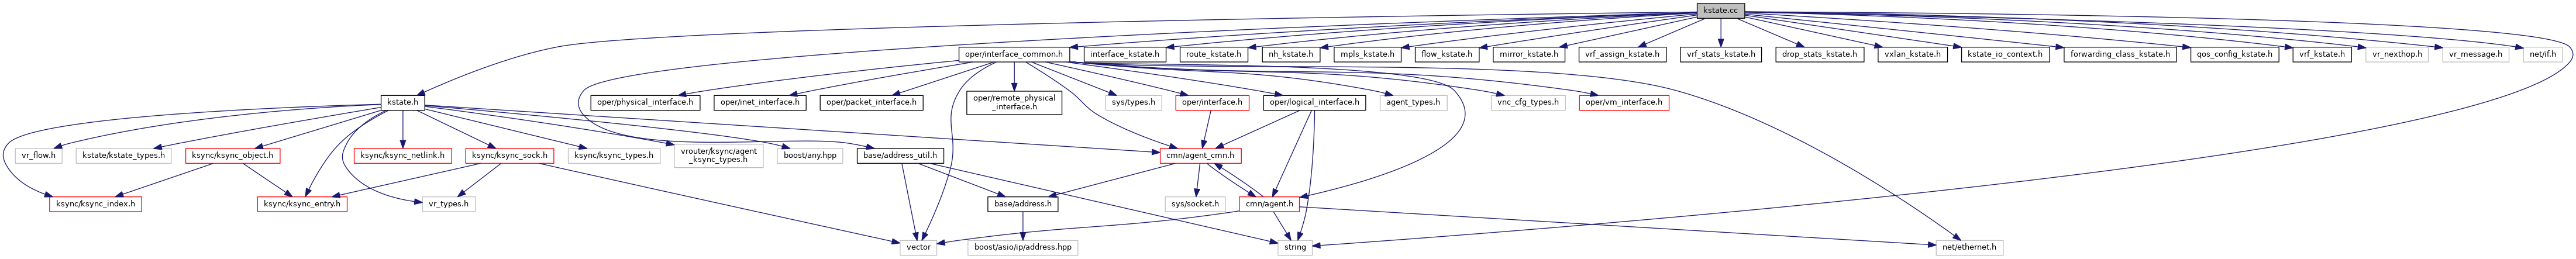 kstate.cc
oper/interface_common.h
interface_kstate.h
route_kstate.h
nh_kstate.h
mpls_kstate.h
flow_kstate.h
mirror_kstate.h
vrf_assign_kstate.h
vrf_stats_kstate.h
drop_stats_kstate.h
vxlan_kstate.h
kstate_io_context.h
forwarding_class_kstate.h
qos_config_kstate.h
vrf_kstate.h
vr_nexthop.h
vr_message.h
net/if.h
kstate.h
oper/physical_interface.h
oper/inet_interface.h
oper/packet_interface.h
oper/remote_physical
_interface.h
sys/types.h
oper/interface.h
oper/logical_interface.h
agent_types.h
vnc_cfg_types.h
oper/vm_interface.h
vr_flow.h
kstate/kstate_types.h
ksync/ksync_object.h
ksync/ksync_netlink.h
ksync/ksync_sock.h
ksync/ksync_types.h
vrouter/ksync/agent
_ksync_types.h
boost/any.hpp
base/address_util.h
cmn/agent_cmn.h
ksync/ksync_index.h
ksync/ksync_entry.h
vr_types.h
base/address.h
sys/socket.h
cmn/agent.h
vector
boost/asio/ip/address.hpp
string
net/ethernet.h